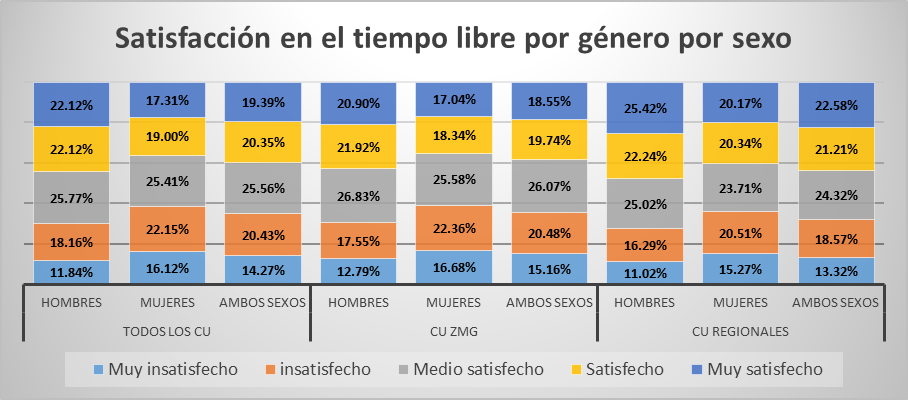 Satisfacción en el tiempo libre por género por sexo
22.12% 17.31% 19.39% 20.90% 17.04% 18.55% 25.42% 20.17% 22.58%
22.12% 19.00% 20.35% 21.92% 18.34% 19.74% 22.24% 20.34% 21.21%
25.77% 25.41% 25.56% 26.83% 25.58% 26.07% 25.02% 23.71% 24.32%
18.16% 22.15% 20.43% 17.55% 22.36% 20.48% 16.29% 20.51% 18.57%
11.84% 16.12% 14.27% 12.79% 16.68% 15.16% 11.02% 15.27% 13.32%
HOMBRES MUJERES AMBOS SEXOS HOMBRES MUJERES AMBOS SEXOS HOMBRES MUJERES AMBOS SEXOS
TODOS LOS CU CU ZMG CU REGIONALES
Muy insatisfecho insatisfecho Medio satisfecho Satisfecho Muy satisfecho